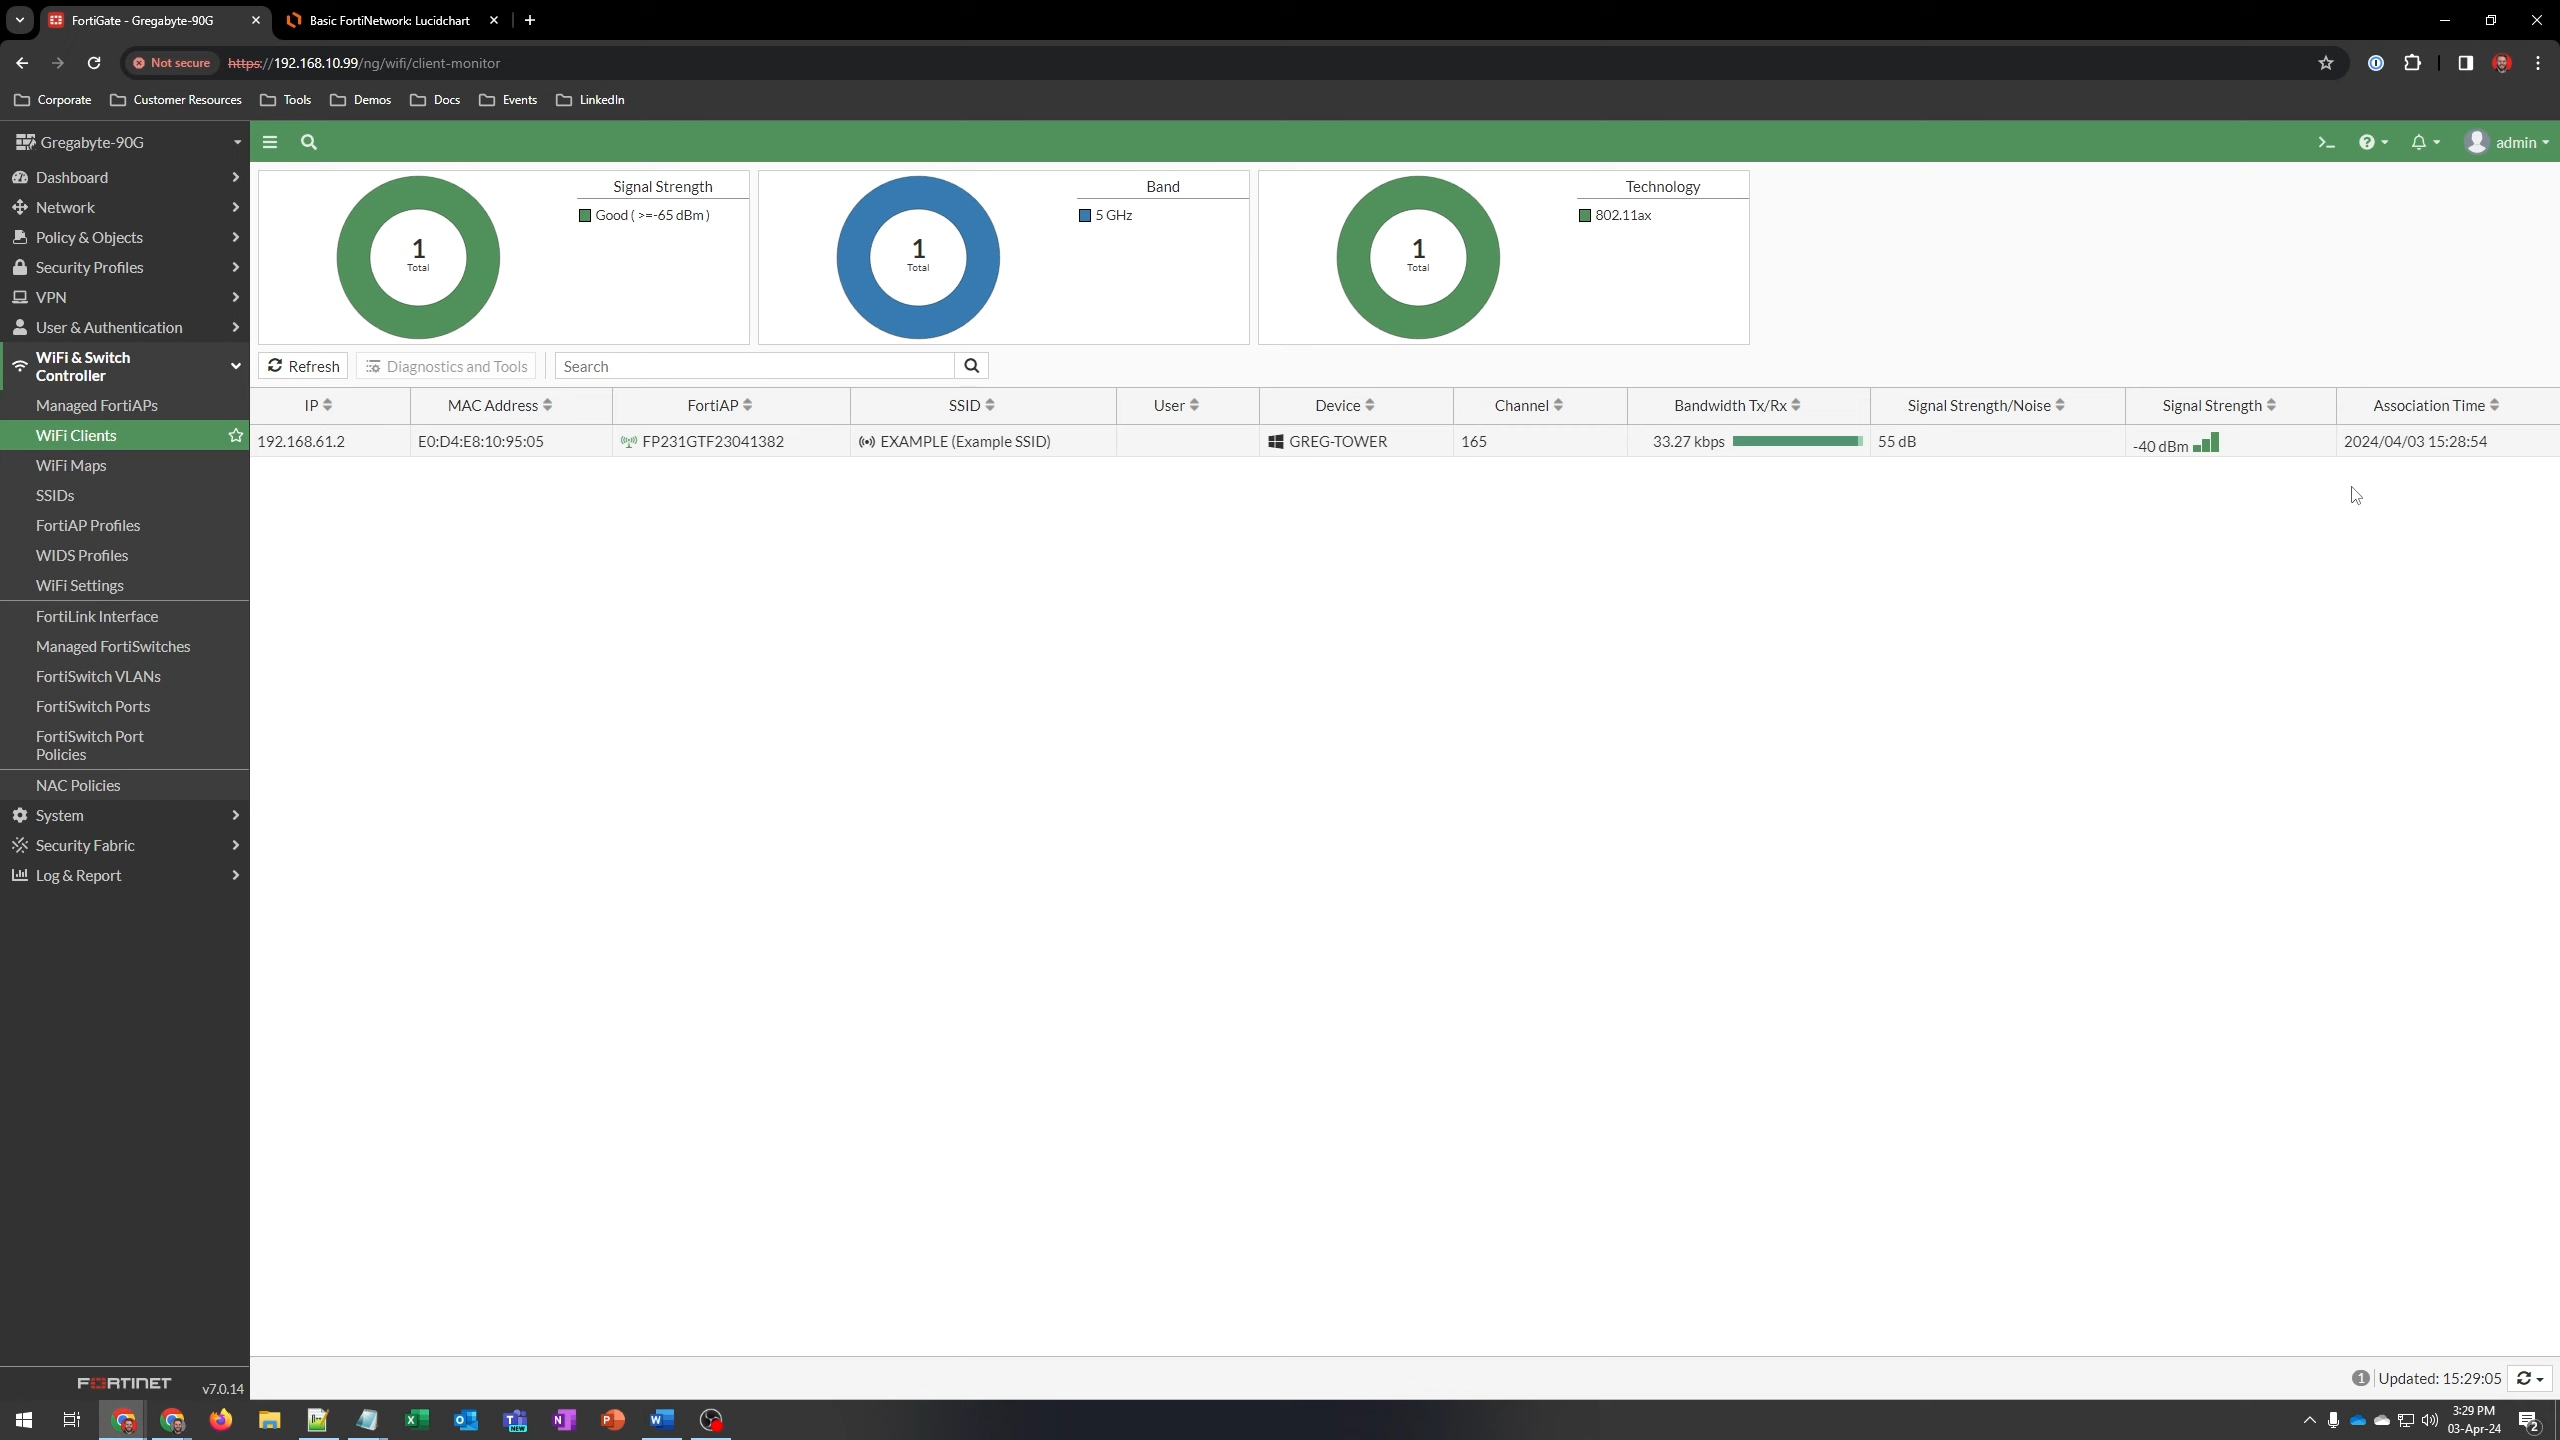 FortiGate - Gregabyte-90G
Basic FortiNetwork: Lucidchart
Not secure
https://192.168.10.99/ng/wifi/client-monitor
Corporate
Customer Resources
Tools
Demos
Docs
Events
LinkedIn
Gregabyte-90G
admin
Dashboard
Network
Policy & Objects
Security Profiles
VPN
User & Authentication
WiFi & Switch
Controller
Managed FortiAPs
WiFi Clients
WiFi Maps
SSIDs
FortiAP Profiles
WIDS Profiles
WiFi Settings
FortiLink Interface
Managed FortiSwitches
FortiSwitch VLANs
FortiSwitch Ports
FortiSwitch Port
Policies
NAC Policies
System
Security Fabric
Log & Report
FORTINET
v7.0.14
1
Total
Signal Strength
Good ( >=-65 dBm )
1
Total
Band
5 GHz
1
Total
Technology
802.11ax
Refresh
Diagnostics and Tools
Search
IP MAC Address FortiAP SSID User Device Channel Bandwidth Tx/Rx Signal Strength/Noise Signal Strength Association Time
192.168.61.2 E0:D4:E8:10:95:05 FP231GTF23041382 EXAMPLE (Example SSID) GREG-TOWER 165 33.27 kbps 55 dB -40 dBm 2024/04/03 15:28:54
1 Updated: 15:29:05
NEW
3:29 PM
03-Apr-24
2